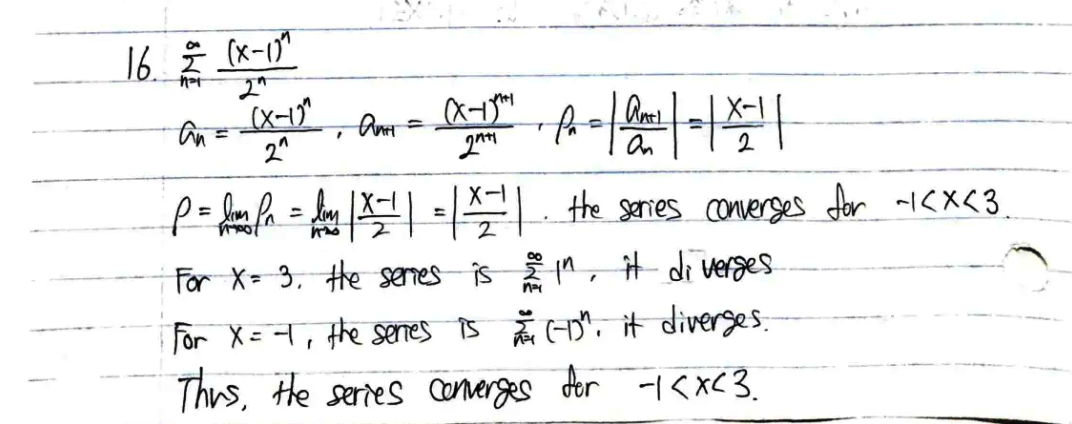 16. $\sum_{n=1}^{\infty} \frac{(x-1)^n}{2^n}$
$a_n = \frac{(x-1)^n}{2^n}$, $a_{n+1} = \frac{(x-1)^{n+1}}{2^{n+1}}$, $\rho_n = \left|\frac{a_{n+1}}{a_n}\right| = \left|\frac{x-1}{2}\right|$
$\rho = \lim_{n\to\infty} \rho_n = \lim_{n\to\infty} \left|\frac{x-1}{2}\right| = \left|\frac{x-1}{2}\right|$. the series converges for $-1<x<3$.
For $x=3$, the series is $\sum_{n=1}^{\infty} 1^n$, it diverges
For $x=-1$, the series is $\sum_{n=1}^{\infty} (-1)^n$, it diverges.
Thus, the series converges for $-1<x<3$.